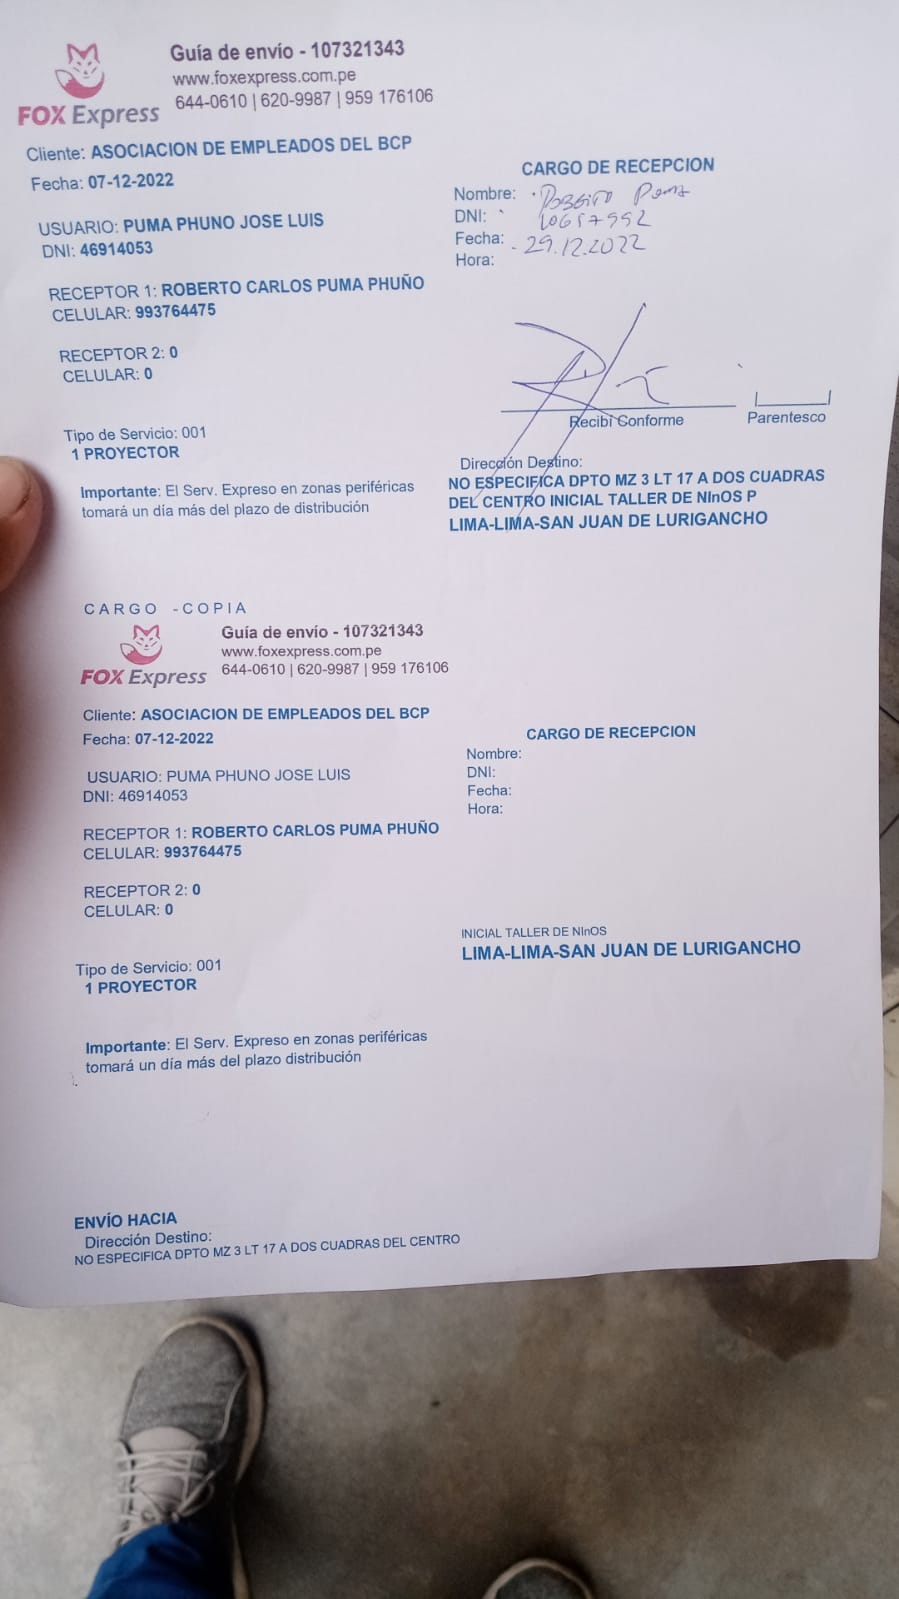 Guía de envío - 107321343
www.foxexpress.com.pe
644-0610 | 620-9987 | 959 176106
FOX Express
Cliente: ASOCIACION DE EMPLEADOS DEL BCP
Fecha: 07-12-2022
USUARIO: PUMA PHUNO JOSE LUIS
DNI: 46914053
RECEPTOR 1: ROBERTO CARLOS PUMA PHUÑO
CELULAR: 993764475
RECEPTOR 2: 0
CELULAR: 0
Tipo de Servicio: 001
1 PROYECTOR
Importante: El Serv. Expreso en zonas periféricas
tomará un día más del plazo de distribución
CARGO DE RECEPCION
Nombre: Roberto Puma
DNI:
Fecha: 29.12.2022
Hora:
Recibi Conforme
Parentesco
Dirección Destino:
NO ESPECIFICA DPTO MZ 3 LT 17 A DOS CUADRAS
DEL CENTRO INICIAL TALLER DE NInOS P
LIMA-LIMA-SAN JUAN DE LURIGANCHO
CARGO -COPIA
Guía de envío - 107321343
www.foxexpress.com.pe
644-0610 | 620-9987 | 959 176106
FOX Express
Cliente: ASOCIACION DE EMPLEADOS DEL BCP
Fecha: 07-12-2022
USUARIO: PUMA PHUNO JOSE LUIS
DNI: 46914053
RECEPTOR 1: ROBERTO CARLOS PUMA PHUÑO
CELULAR: 993764475
RECEPTOR 2: 0
CELULAR: 0
Tipo de Servicio: 001
1 PROYECTOR
Importante: El Serv. Expreso en zonas periféricas
tomará un día más del plazo distribución
CARGO DE RECEPCION
Nombre:
DNI:
Fecha:
Hora:
INICIAL TALLER DE NInOS
LIMA-LIMA-SAN JUAN DE LURIGANCHO
ENVÍO HACIA
Dirección Destino:
NO ESPECIFICA DPTO MZ 3 LT 17 A DOS CUADRAS DEL CENTRO